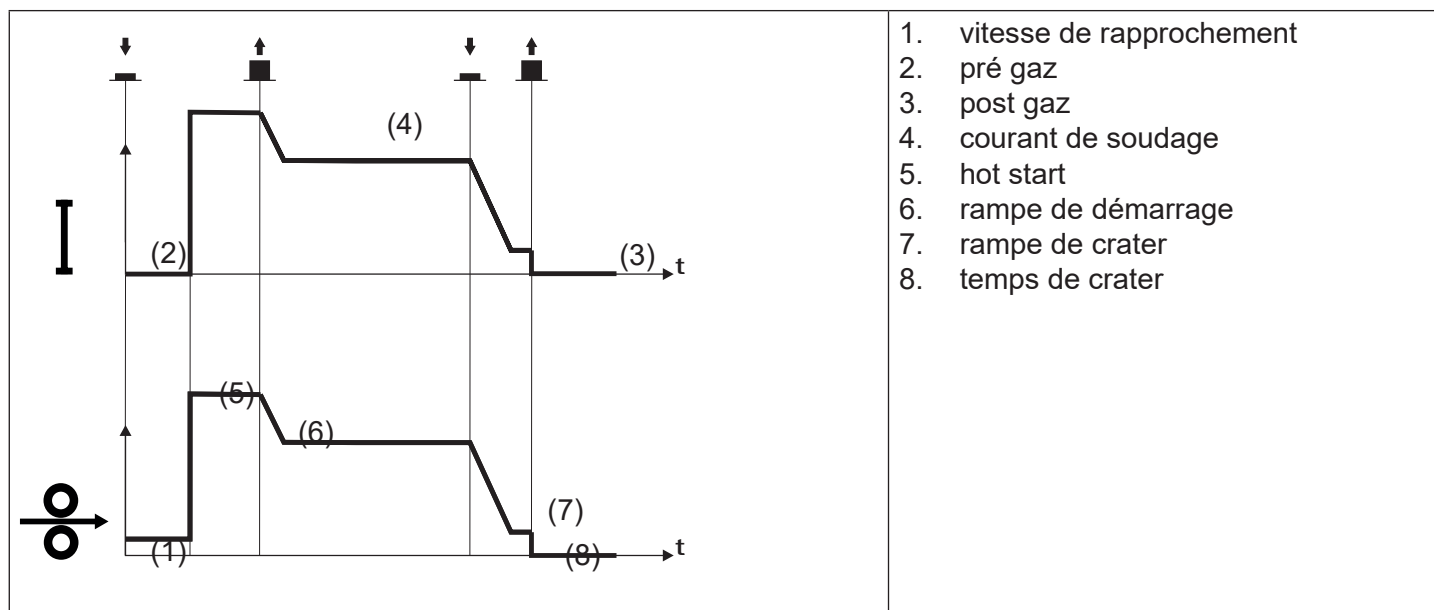 (4)
I
(2)
(3)
t
(5)
(6)
(7)
(1)
(8)
t
1. vitesse de rapprochement
2. pré gaz
3. post gaz
4. courant de soudage
5. hot start
6. rampe de démarrage
7. rampe de crater
8. temps de crater